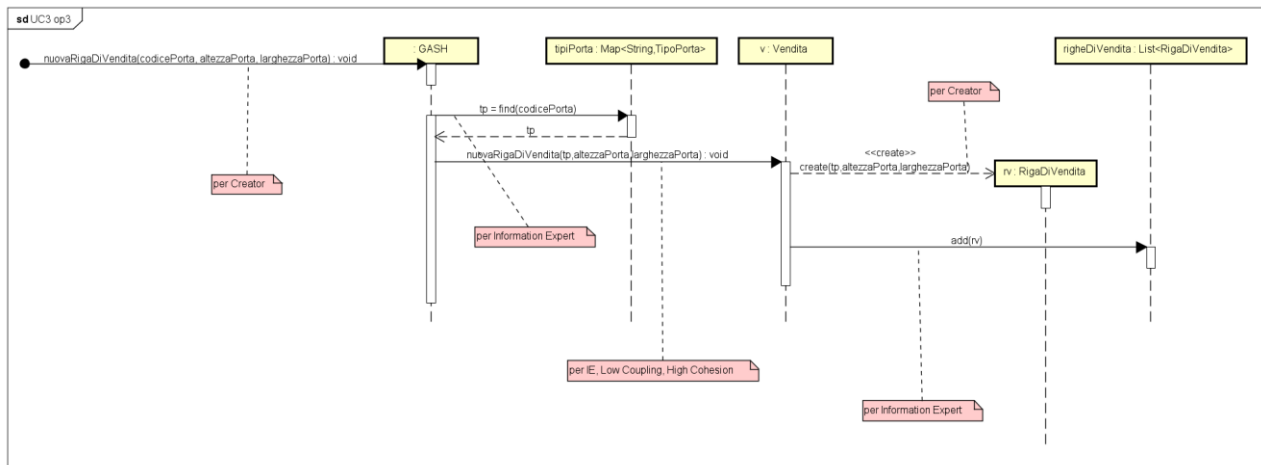 sd UC3 op3
: GASH
tipiPorta : Map<String,TipoPorta>
v : Vendita
righeDiVendita : List<RigaDiVendita>
nuovaRigaDiVendita(codicePorta, altezzaPorta, larghezzaPorta) : void
per Creator
tp = find(codicePorta)
tp
nuovaRigaDiVendita(tp,altezzaPorta,larghezzaPorta) : void
<<create>>
create(tp,altezzaPorta,larghezzaPorta)
rv : RigaDiVendita
per Creator
per Information Expert
add(rv)
per IE, Low Coupling, High Cohesion
per Information Expert